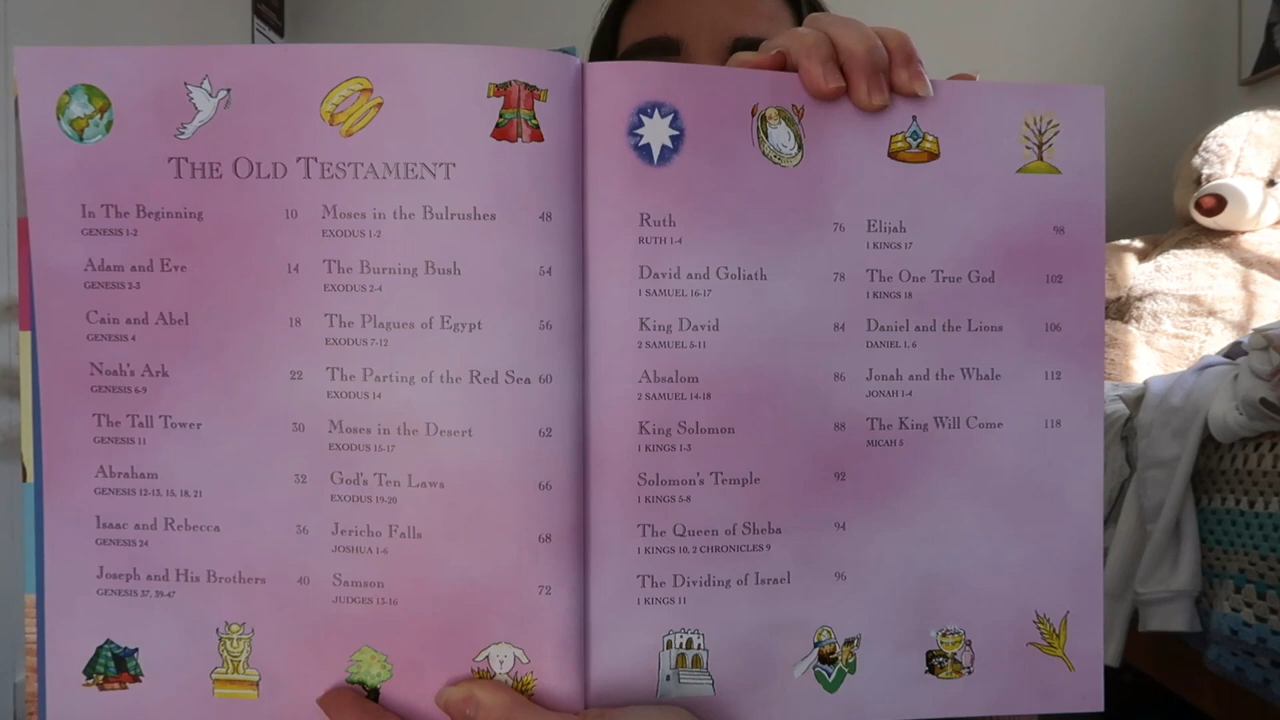 THE OLD TESTAMENT
In The Beginning 10
GENESIS 1-2
Adam and Eve 14
GENESIS 2-3
Cain and Abel 18
GENESIS 4
Noah's Ark 22
GENESIS 6-9
The Tall Tower 30
GENESIS 11
Abraham 32
GENESIS 12-13, 15, 18, 21
Isaac and Rebecca 36
GENESIS 24
Joseph and His Brothers 40
GENESIS 37, 39-47
Moses in the Bulrushes 48
EXODUS 1-2
The Burning Bush 54
EXODUS 2-4
The Plagues of Egypt 56
EXODUS 7-12
The Parting of the Red Sea 60
EXODUS 14
Moses in the Desert 62
EXODUS 15-17
God's Ten Laws 66
EXODUS 19-20
Jericho Falls 68
JOSHUA 1-6
Samson 72
JUDGES 13-16
Ruth 76
RUTH 1-4
David and Goliath 78
1 SAMUEL 16-17
King David 84
2 SAMUEL 5-11
Absalom 86
2 SAMUEL 14-18
King Solomon 88
1 KINGS 1-3
Solomon's Temple 92
1 KINGS 5-8
The Queen of Sheba 94
1 KINGS 10, 2 CHRONICLES 9
The Dividing of Israel 96
1 KINGS 11
Elijah 98
1 KINGS 17
The One True God 102
1 KINGS 18
Daniel and the Lions 106
DANIEL 1, 6
Jonah and the Whale 112
JONAH 1-4
The King Will Come 118
MICAH 5